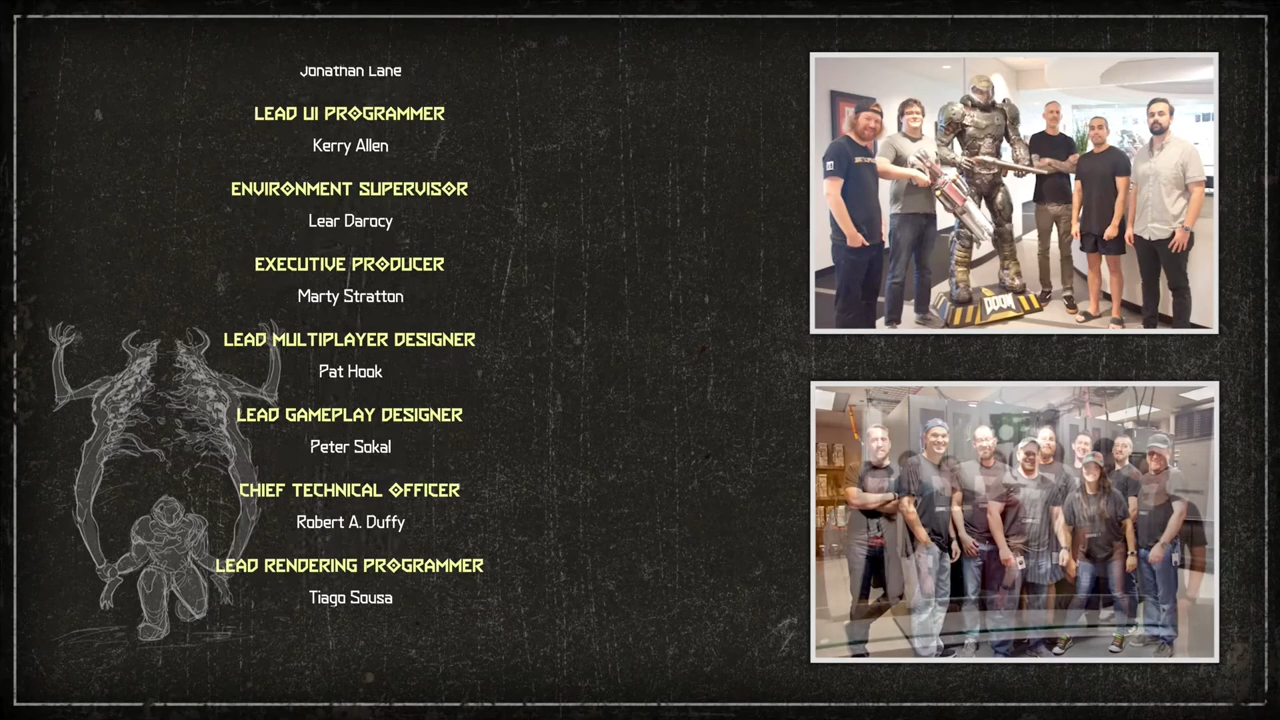 Jonathan Lane
LEAD UI PROGRAMMER
Kerry Allen
ENVIRONMENT SUPERVISOR
Lear Darocy
EXECUTIVE PRODUCER
Marty Stratton
LEAD MULTIPLAYER DESIGNER
Pat Hook
LEAD GAMEPLAY DESIGNER
Peter Sokal
CHIEF TECHNICAL OFFICER
Robert A. Duffy
LEAD RENDERING PROGRAMMER
Tiago Sousa
DOOM